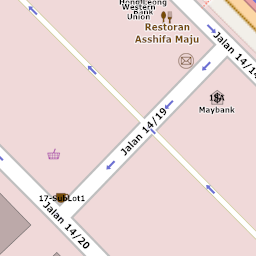 Hong Leong
Bank
Western
Union
Restoran
Asshifa Maju
Jalan 14/14
Maybank
Jalan 14/19
17-SubLot1
Jalan 14/20